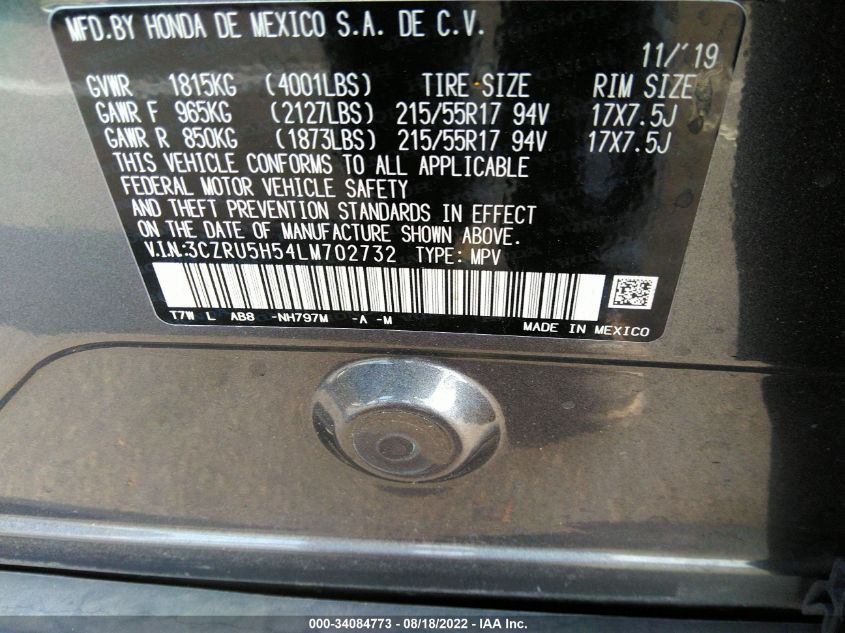 MFD.BY HONDA DE MEXICO S.A. DE C.V.
11/'19
GVWR 1815KG (4001LBS) TIRE SIZE RIM SIZE
GAWR F 965KG (2127LBS) 215/55R17 94V 17X7.5J
GAWR R 850KG (1873LBS) 215/55R17 94V 17X7.5J
THIS VEHICLE CONFORMS TO ALL APPLICABLE
FEDERAL MOTOR VEHICLE SAFETY
AND THEFT PREVENTION STANDARDS IN EFFECT
ON THE DATE OF MANUFACTURE SHOWN ABOVE.
V.I.N:3CZRU5H54LM702732 TYPE: MPV
T7W L AB8 -NH797M -A -M
MADE IN MEXICO
000-34084773 - 08/18/2022 - IAA Inc.